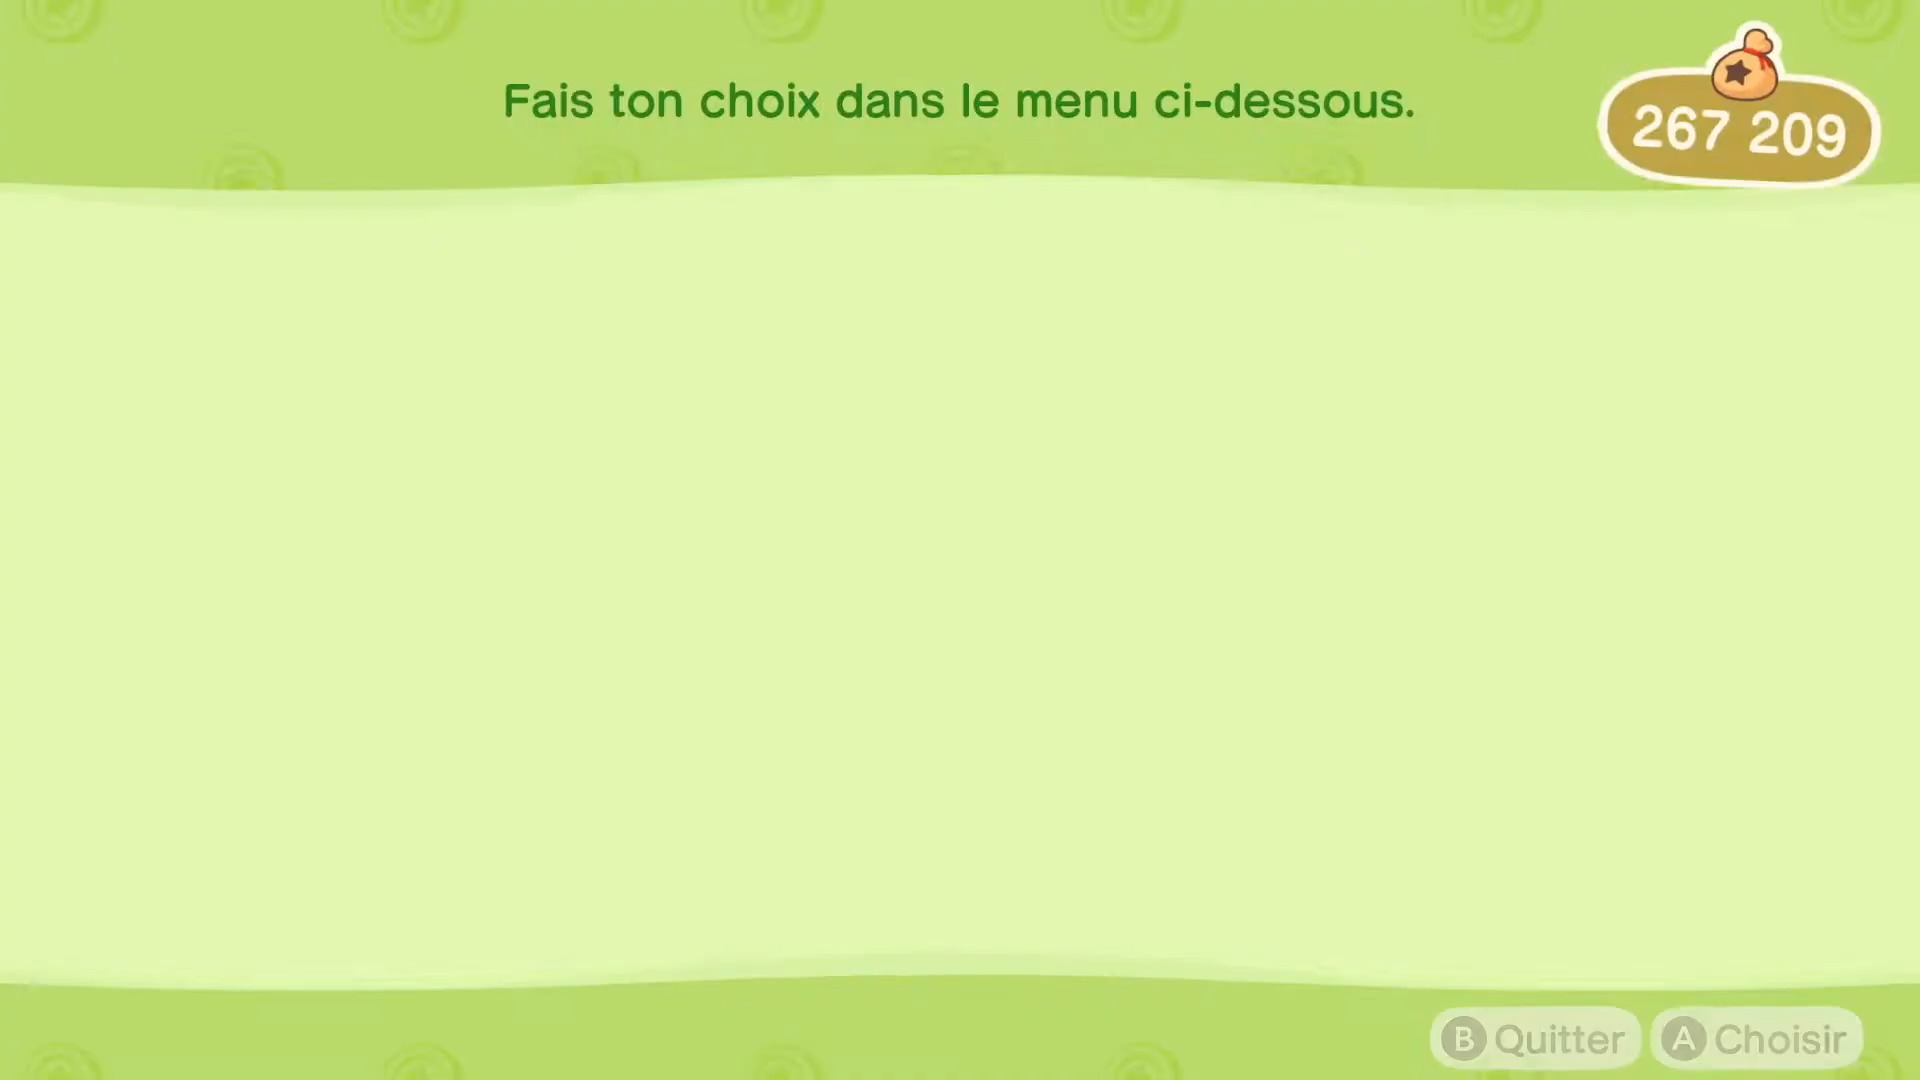 Fais ton choix dans le menu ci-dessous.
267 209
B Quitter A Choisir